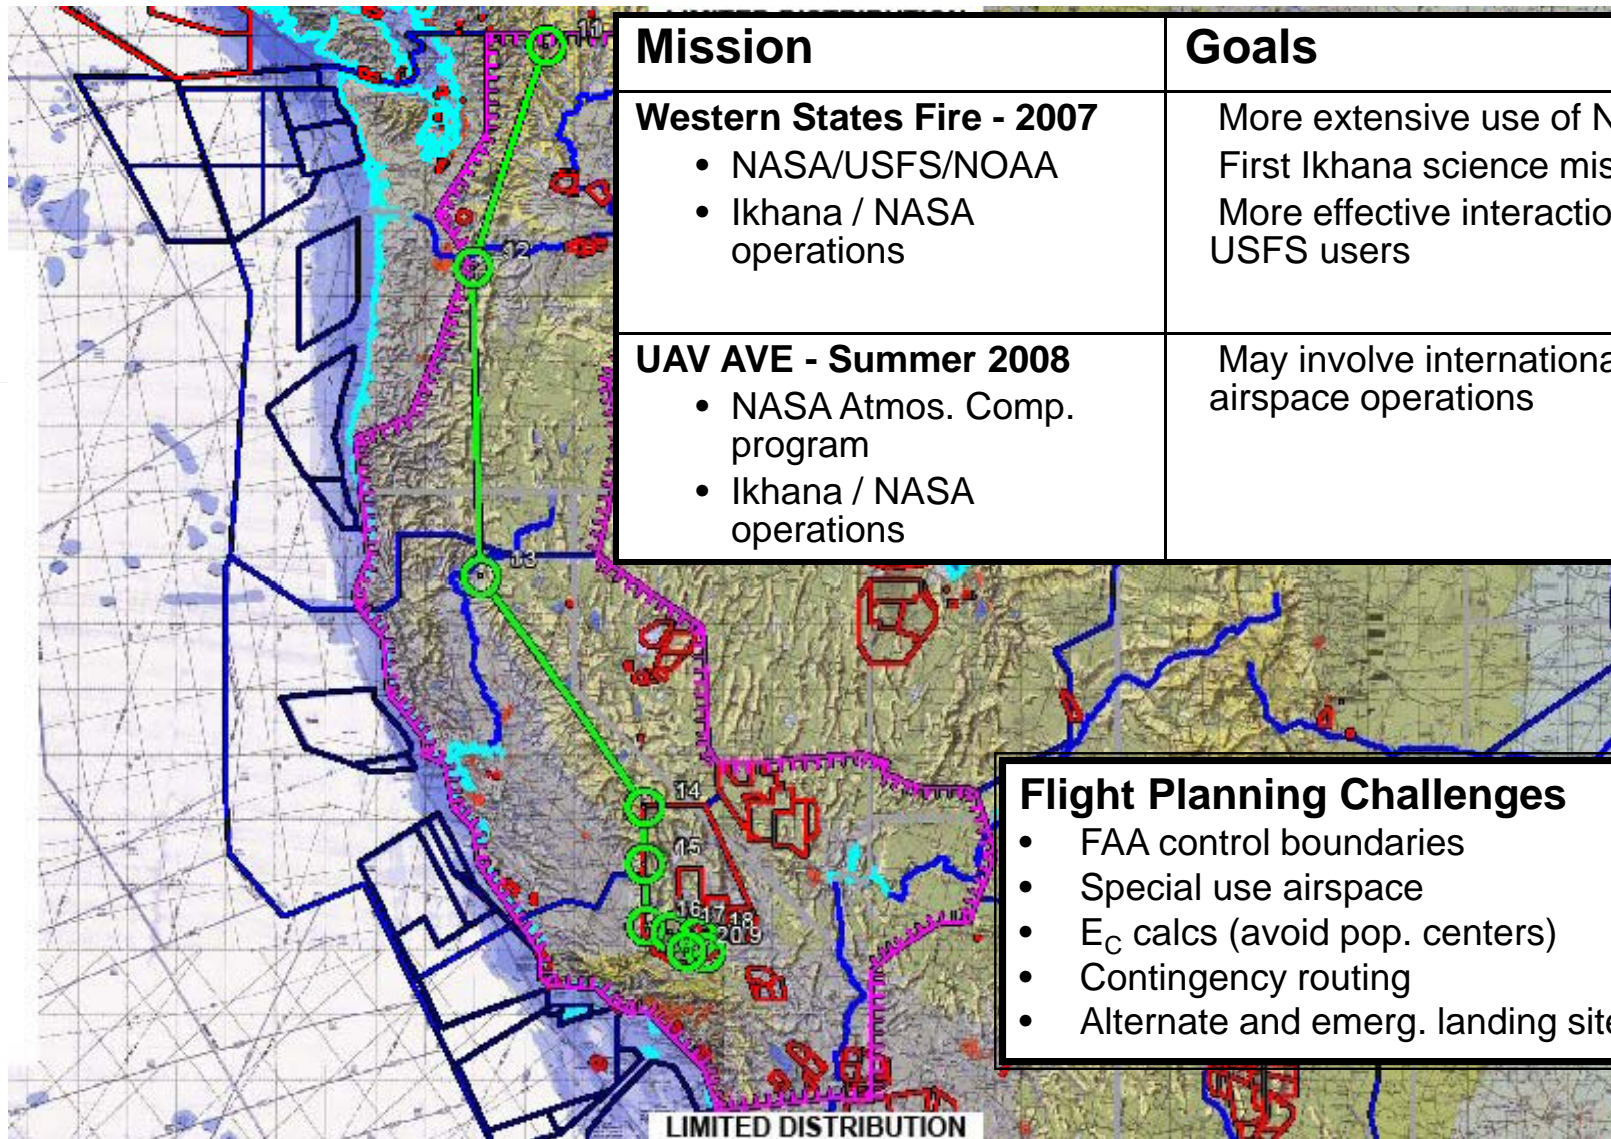 LIMITED DISTRIBUTION
Mission
Goals
Western States Fire - 2007
• NASA/USFS/NOAA
• Ikhana / NASA
operations
More extensive use of N
First Ikhana science mis
More effective interactio
USFS users
UAV AVE - Summer 2008
• NASA Atmos. Comp.
program
• Ikhana / NASA
operations
May involve internationa
airspace operations
11
12
13
14
15
16
17
18
Flight Planning Challenges
• FAA control boundaries
• Special use airspace
• EC calcs (avoid pop. centers)
• Contingency routing
• Alternate and emerg. landing site
LIMITED DISTRIBUTION